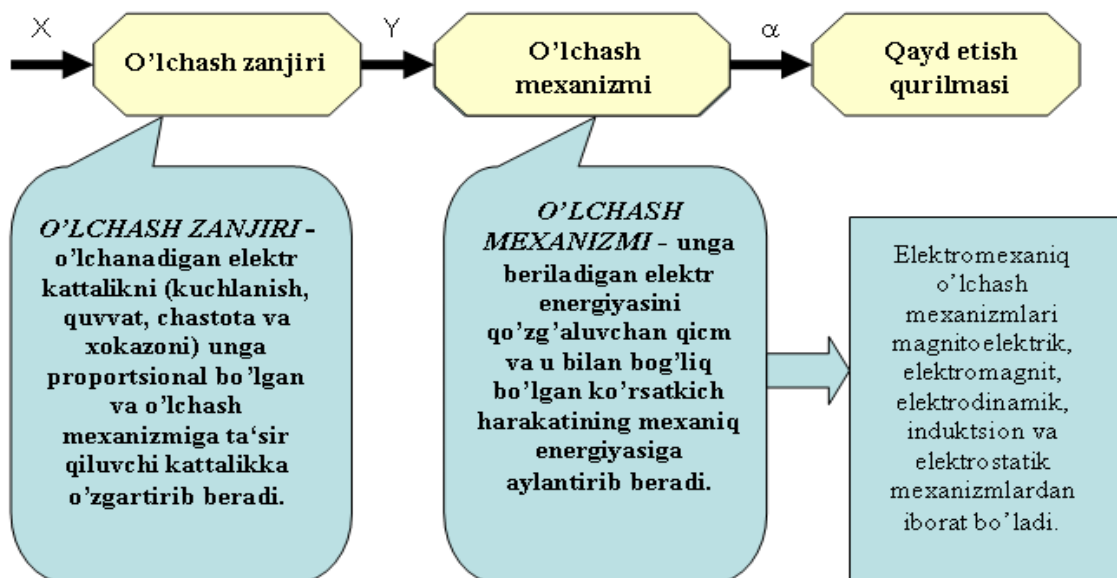 X
O’lchash zanjiri
Y
O’lchash
mexanizmi
α
Qayd etish
qurilmasi
O’LCHASH ZANJIRI -
o’lchanadigan elektr
kattalikni (kuchlanish,
quvvat, chastota va
xokazoni) unga
proportsional bo’lgan
va o’lchash
mexanizmiga ta‘sir
qiluvchi kattalikka
o’zgartirib beradi.
O’LCHASH
MEXANIZMI - unga
beriladigan elektr
energiyasini
qo’zg’aluvchan qicm
va u bilan bog’liq
bo’lgan ko’rsatkich
harakatining mexaniq
energiyasiga
aylantirib beradi.
Elektromexaniq
o’lchash
mexanizmlari
magnitoelektrik,
elektromagnit,
elektrodinamik,
induktsion va
elektrostatik
mexanizmlardan
iborat bo’ladi.